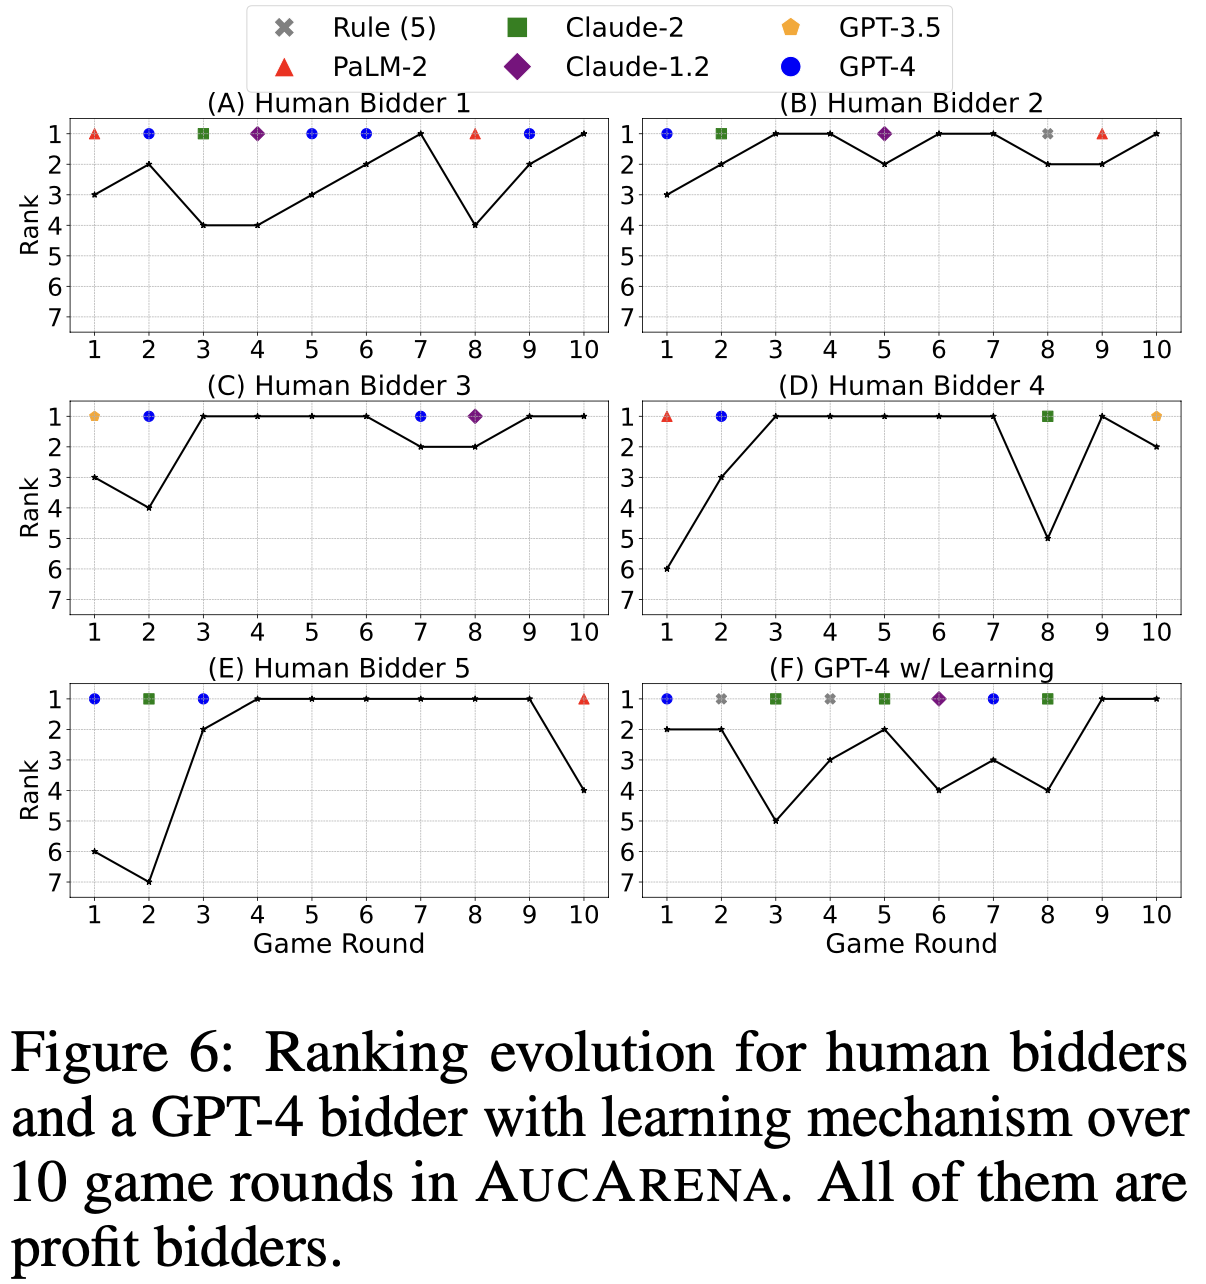 Rule (5) Claude-2 GPT-3.5
PaLM-2 Claude-1.2 GPT-4
(A) Human Bidder 1
Rank
1
2
3
4
5
6
7
1 2 3 4 5 6 7 8 9 10
(B) Human Bidder 2
1
2
3
4
5
6
7
1 2 3 4 5 6 7 8 9 10
(C) Human Bidder 3
Rank
1
2
3
4
5
6
7
1 2 3 4 5 6 7 8 9 10
(D) Human Bidder 4
1
2
3
4
5
6
7
1 2 3 4 5 6 7 8 9 10
(E) Human Bidder 5
Rank
1
2
3
4
5
6
7
1 2 3 4 5 6 7 8 9 10
Game Round
(F) GPT-4 w/ Learning
1
2
3
4
5
6
7
1 2 3 4 5 6 7 8 9 10
Game Round
Figure 6: Ranking evolution for human bidders
and a GPT-4 bidder with learning mechanism over
10 game rounds in AUCARENA. All of them are
profit bidders.